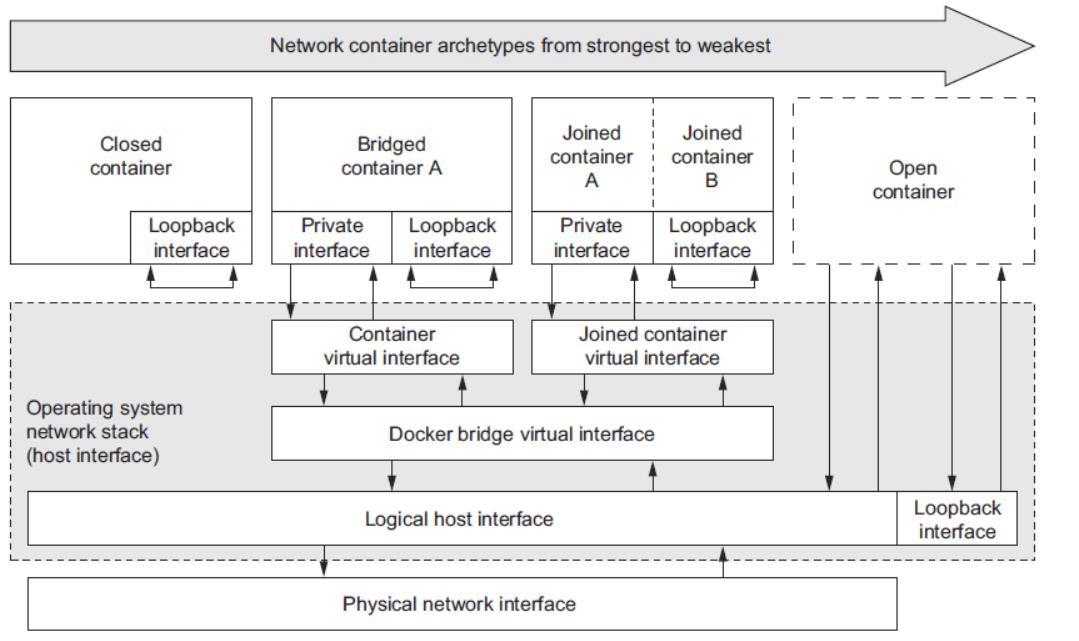 Network container archetypes from strongest to weakest
Closed
container
Loopback
interface
Bridged
container A
Private
interface
Loopback
interface
Joined
container
A
Joined
container
B
Private
interface
Loopback
interface
Open
container
Container
virtual interface
Joined container
virtual interface
Operating system
network stack
(host interface)
Docker bridge virtual interface
Logical host interface
Loopback
interface
Physical network interface